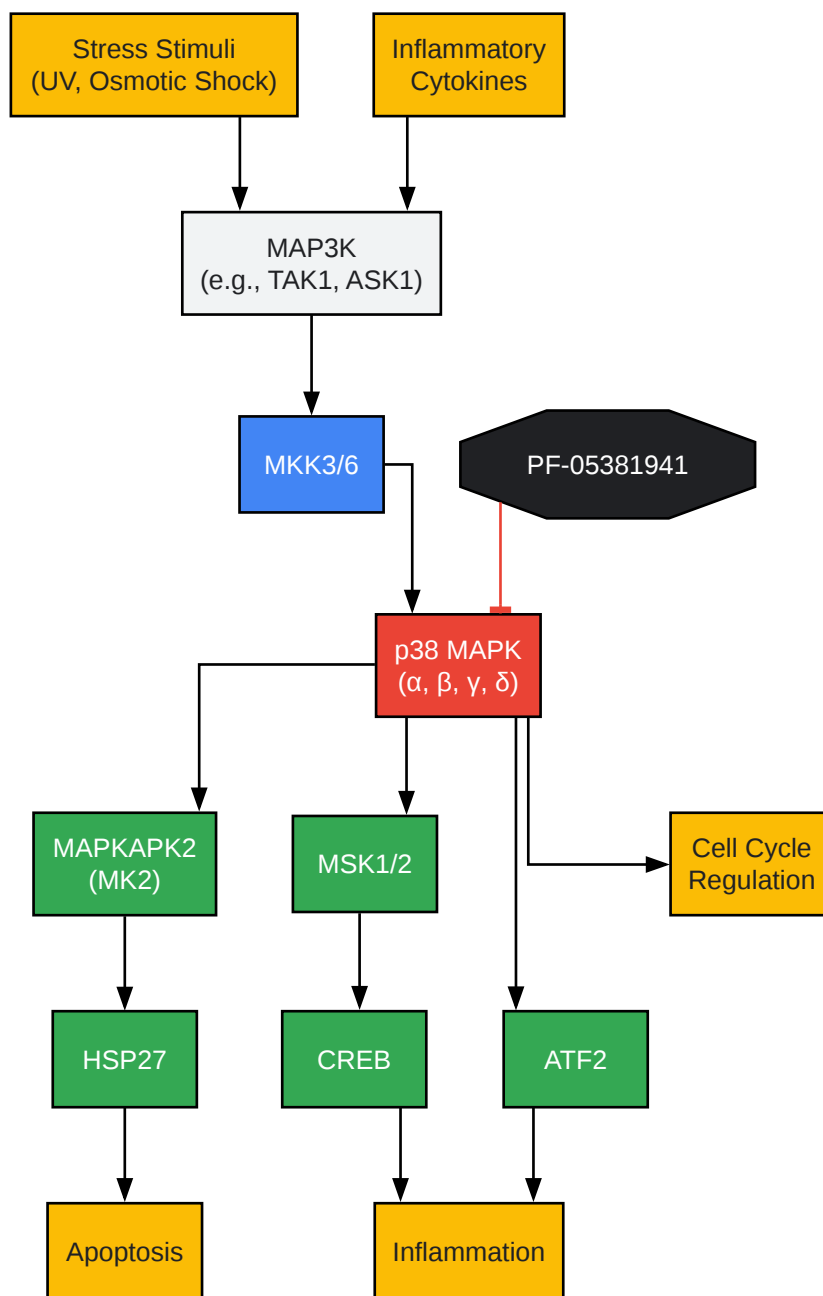 Stress Stimuli
(UV, Osmotic Shock)
Inflammatory
Cytokines
MAP3K
(e.g., TAK1, ASK1)
MKK3/6
PF-05381941
p38 MAPK
(α, β, γ, δ)
MAPKAPK2
(MK2)
MSK1/2
Cell Cycle
Regulation
HSP27
CREB
ATF2
Apoptosis
Inflammation